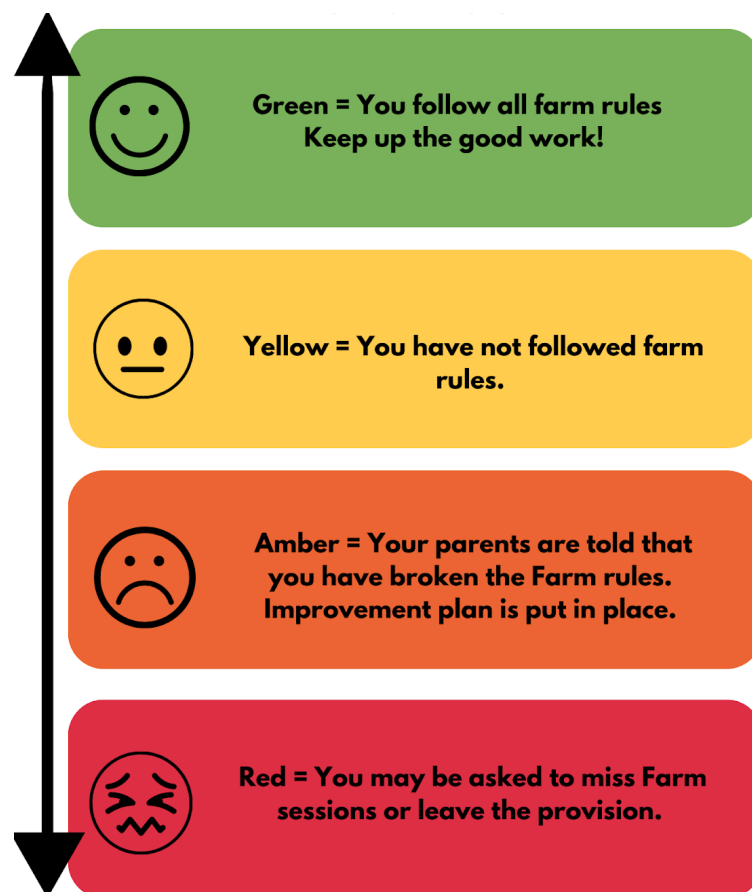 Green = You follow all farm rules
Keep up the good work!
Yellow = You have not followed farm
rules.
Amber = Your parents are told that
you have broken the Farm rules.
Improvement plan is put in place.
Red = You may be asked to miss Farm
sessions or leave the provision.